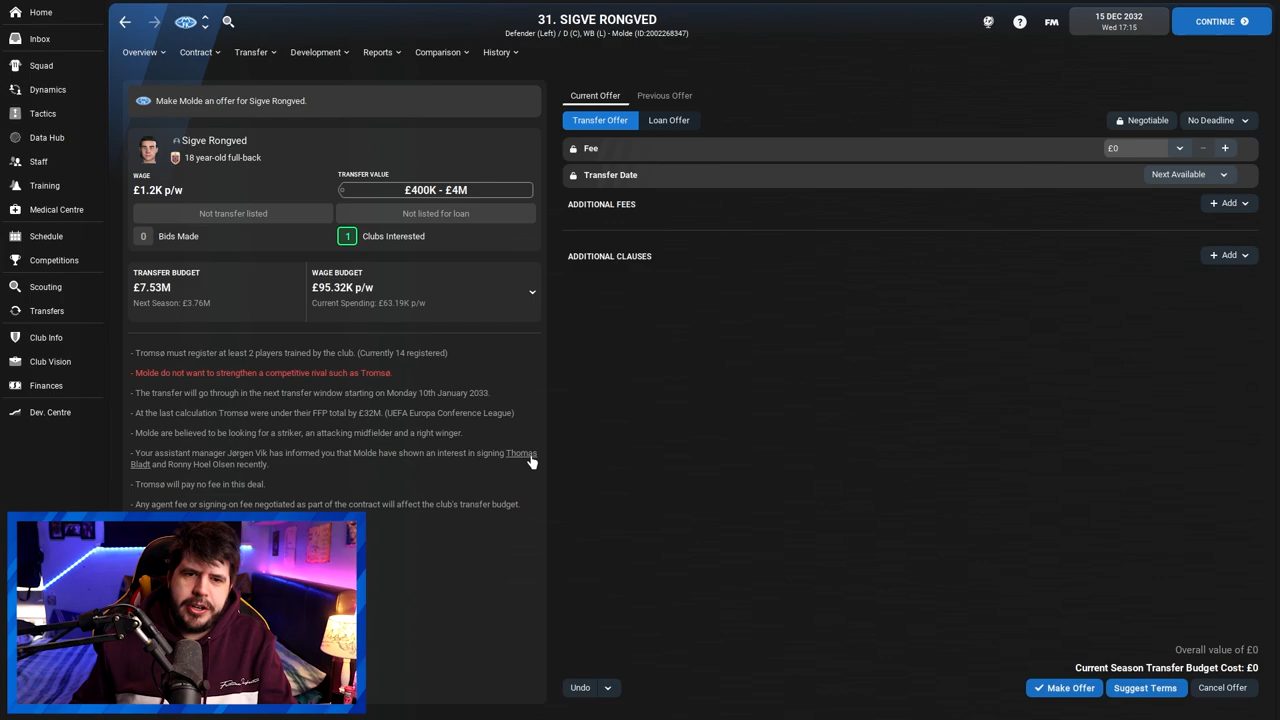 Home
Inbox
Squad
Dynamics
Tactics
Data Hub
Staff
Training
Medical Centre
Schedule
Competitions
Scouting
Transfers
Club Info
Club Vision
Finances
Dev. Centre
31. SIGVE RONGVED
Defender (Left) / D (C), WB (L) - Molde (ID:2002268347)
FM
15 DEC 2032
Wed 17:15
CONTINUE
Overview
Contract
Transfer
Development
Reports
Comparison
History
Make Molde an offer for Sigve Rongved.
Sigve Rongved
18 year-old full-back
WAGE
£1.2K p/w
TRANSFER VALUE
£400K - £4M
Not transfer listed
Not listed for loan
0 Bids Made
1 Clubs Interested
TRANSFER BUDGET
£7.53M
Next Season: £3.76M
WAGE BUDGET
£95.32K p/w
Current Spending: £63.19K p/w
- Tromsø must register at least 2 players trained by the club. (Currently 14 registered)
- Molde do not want to strengthen a competitive rival such as Tromsø.
- The transfer will go through in the next transfer window starting on Monday 10th January 2033.
- At the last calculation Tromsø were under their FFP total by £32M. (UEFA Europa Conference League)
- Molde are believed to be looking for a striker, an attacking midfielder and a right winger.
- Your assistant manager Jørgen Vik has informed you that Molde have shown an interest in signing Thomas
Bladt and Ronny Hoel Olsen recently.
- Tromsø will pay no fee in this deal.
- Any agent fee or signing-on fee negotiated as part of the contract will affect the club's transfer budget.
Current Offer
Previous Offer
Transfer Offer
Loan Offer
Negotiable
No Deadline
Fee
£0
Transfer Date
Next Available
ADDITIONAL FEES
+ Add
ADDITIONAL CLAUSES
+ Add
Overall value of £0
Current Season Transfer Budget Cost: £0
Undo
Make Offer
Suggest Terms
Cancel Offer